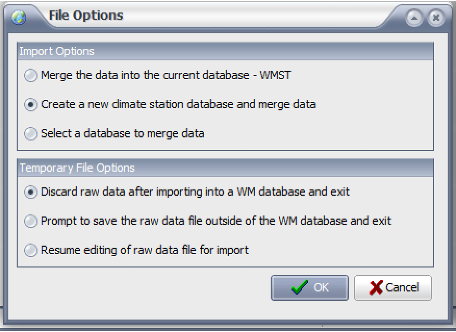 File Options
Import Options
Merge the data into the current database - WMST
Create a new climate station database and merge data
Select a database to merge data
Temporary File Options
Discard raw data after importing into a WM database and exit
Prompt to save the raw data file outside of the WM database and exit
Resume editing of raw data file for import
OK Cancel